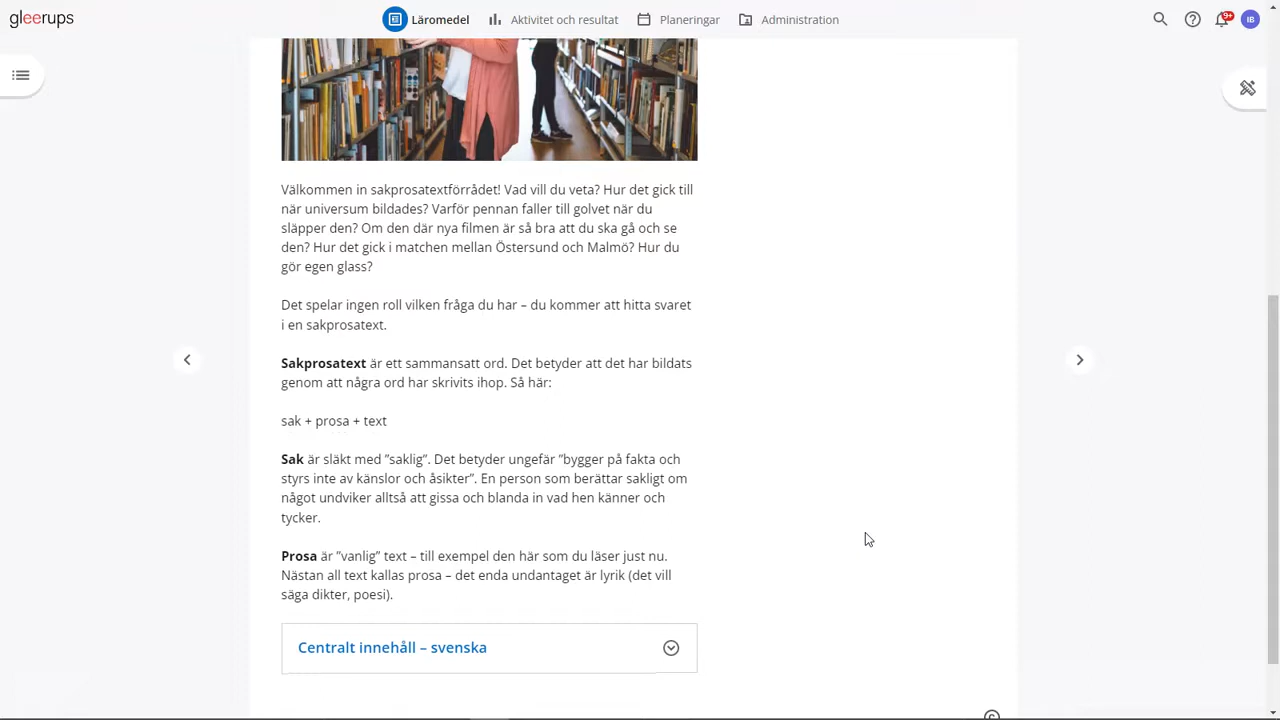 gleerups
Läromedel
Aktivitet och resultat
Planeringar
Administration
9+
IB
Välkommen in sakprosatextförrådet! Vad vill du veta? Hur det gick till
när universum bildades? Varför pennan faller till golvet när du
släpper den? Om den där nya filmen är så bra att du ska gå och se
den? Hur det gick i matchen mellan Östersund och Malmö? Hur du
gör egen glass?
Det spelar ingen roll vilken fråga du har – du kommer att hitta svaret
i en sakprosatext.
Sakprosatext är ett sammansatt ord. Det betyder att det har bildats
genom att några ord har skrivits ihop. Så här:
sak + prosa + text
Sak är släkt med ”saklig”. Det betyder ungefär ”bygger på fakta och
styrs inte av känslor och åsikter”. En person som berättar sakligt om
något undviker alltså att gissa och blanda in vad hen känner och
tycker.
Prosa är ”vanlig” text – till exempel den här som du läser just nu.
Nästan all text kallas prosa – det enda undantaget är lyrik (det vill
säga dikter, poesi).
Centralt innehåll – svenska